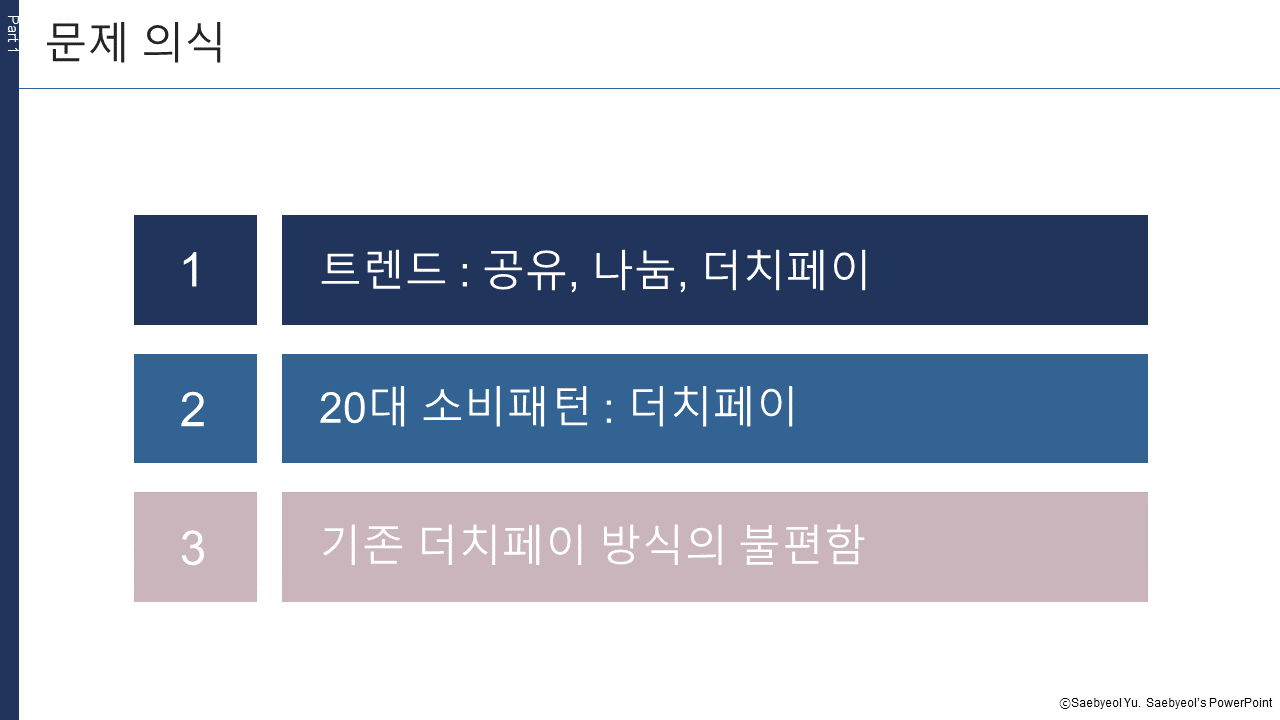 Part 1
문제 의식
1
트렌드 : 공유, 나눔, 더치페이
2
20대 소비패턴 : 더치페이
3
기존 더치페이 방식의 불편함
ⓒSaebyeol Yu. Saebyeol's PowerPoint